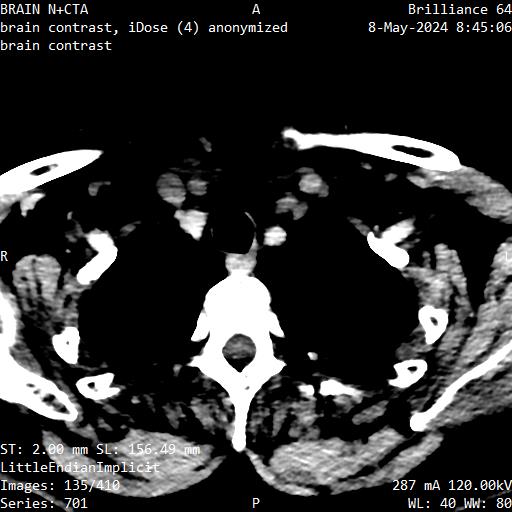 BRAIN N+CTA
A
Brilliance 64
brain contrast, iDose (4) anonymized
8-May-2024 8:45:06
brain contrast
R
L
ST: 2.00 mm SL: 156.49 mm
LittleEndianImplicit
Images: 135/410
287 mA 120.00kV
Series: 701
P
WL: 40 WW: 80